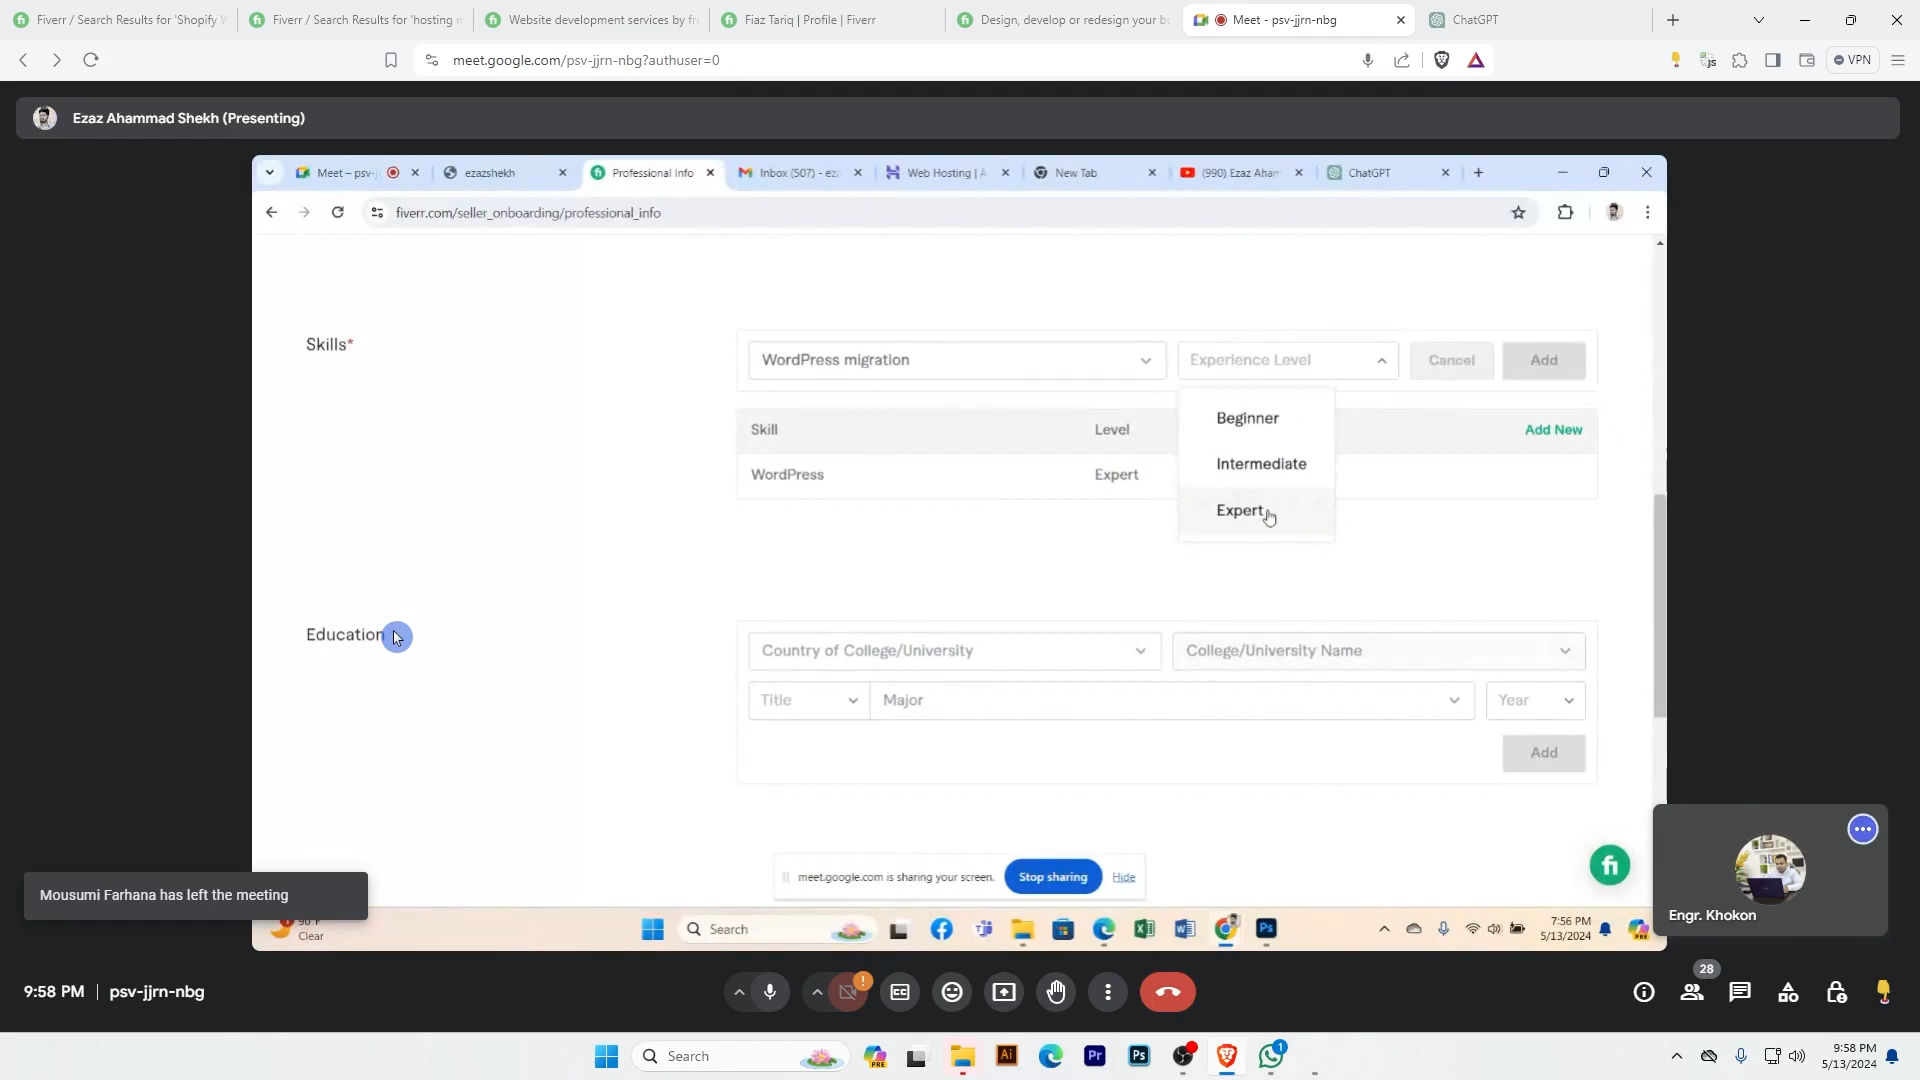 Fiverr / Search Results for 'Shopify
Fiverr / Search Results for 'hosting
Website development services by fr
Fiaz Tariq | Profile | Fiverr
Design, develop or redesign your bu
Meet - psv-jjrn-nbg
ChatGPT
meet.google.com/psv-jjrn-nbg?authuser=0
VPN
Ezaz Ahammad Shekh (Presenting)
Meet – psv-j
ezazshekh
Professional Info
Inbox (507) - eza
Web Hosting | A
New Tab
(990) Ezaz Aham
ChatGPT
fiverr.com/seller_onboarding/professional_info
Skills*
WordPress migration
Experience Level
Cancel
Add
Beginner
Skill
Level
Add New
Intermediate
WordPress
Expert
Expert
Education
Country of College/University
College/University Name
Title
Major
Year
Add
meet.google.com is sharing your screen.
Stop sharing
Hide
Mousumi Farhana has left the meeting
Engr. Khokon
Clear
Search
7:56 PM
5/13/2024
9:58 PM | psv-jjrn-nbg
28
Search
9:58 PM
5/13/2024